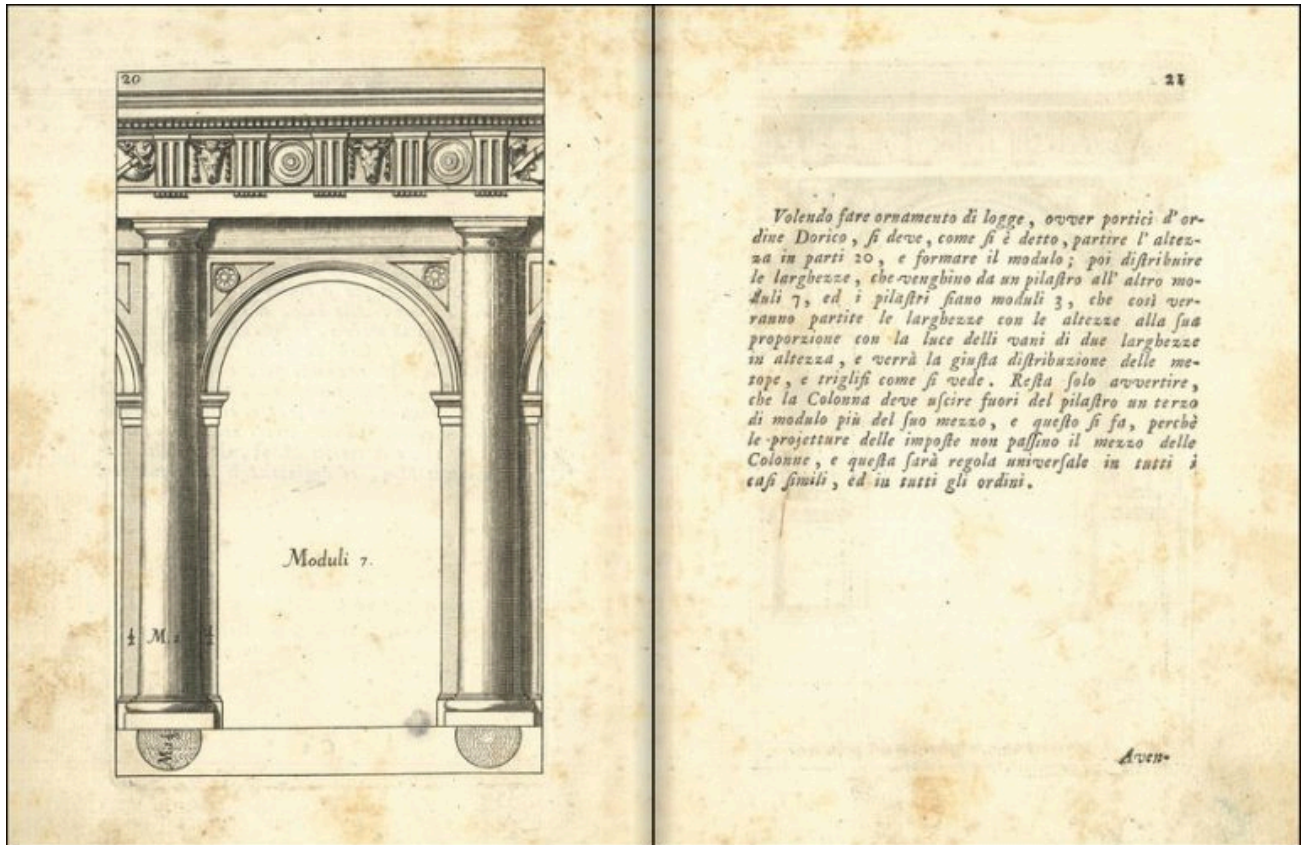 20
Moduli 7.
½ M. 2 ½
21
Volendo fare ornamento di logge, ovver portici d' or-
dine Dorico, ſi deve, come ſi è detto, partire l' altez-
za in parti 20, e formare il modulo; poi diſtribuire
le larghezze, che venghino da un pilaſtro all' altro mo-
duli 7, ed i pilaſtri ſiano moduli 3, che così ver-
ranno partite le larghezze con le altezze alla ſua
proporzione con la luce delli vani di due larghezze
in altezza, e verrà la giuſta diſtribuzione delle me-
tope, e triglifi come ſi vede. Reſta ſolo avvertire,
che la Colonna deve uſcire fuori del pilaſtro un terzo
di modulo più del ſuo mezzo, e queſto ſi fa, perchè
le projetture delle impoſte non paſſino il mezzo delle
Colonne, e queſta ſarà regola univerſale in tutti i
caſi ſimili, ed in tutti gli ordini.
Aven-